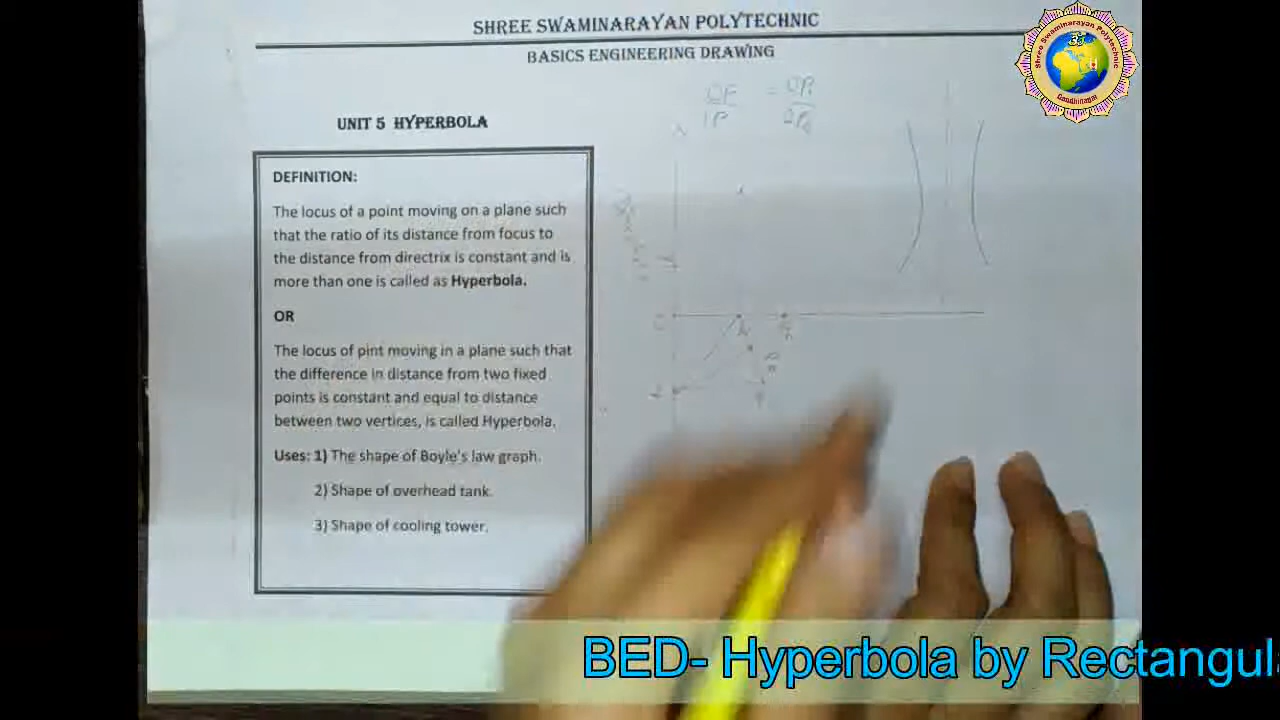 SHREE SWAMINARAYAN POLYTECHNIC
BASICS ENGINEERING DRAWING
Shree Swaminarayan Polytechnic
Gandhinagar
UNIT 5 HYPERBOLA
DEFINITION:
The locus of a point moving on a plane such
that the ratio of its distance from focus to
the distance from directrix is constant and is
more than one is called as Hyperbola.
OR
The locus of pint moving in a plane such that
the difference in distance from two fixed
points is constant and equal to distance
between two vertices, is called Hyperbola.
Uses: 1) The shape of Boyle's law graph.
2) Shape of overhead tank.
3) Shape of cooling tower.
BED- Hyperbola by Rectangul